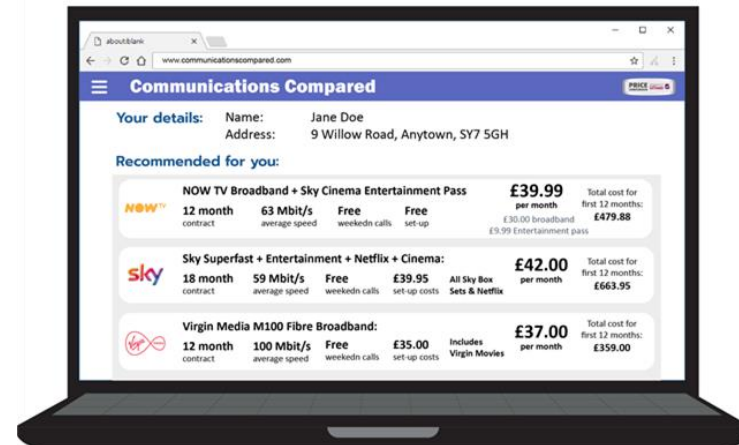 about:blank
www.communicationscompared.com
Communications Compared
PRICE
Your details: Name: Jane Doe
Address: 9 Willow Road, Anytown, SY7 5GH
Recommended for you:
NOW TV Broadband + Sky Cinema Entertainment Pass
NOW TV
12 month 63 Mbit/s Free Free
contract average speed weekedn calls set-up
£39.99
per month
£30.00 broadband
£9.99 Entertainment pass
Total cost for
first 12 months:
£479.88
Sky Superfast + Entertainment + Netflix + Cinema:
sky
18 month 59 Mbit/s Free £39.95 All Sky Box
contract average speed weekedn calls set-up costs Sets & Netflix
£42.00
per month
Total cost for
first 12 months:
£663.95
Virgin Media M100 Fibre Broadband:
Virgin
12 month 100 Mbit/s Free £35.00 Includes
contract average speed weekedn calls set-up costs Virgin Movies
£37.00
per month
Total cost for
first 12 months:
£359.00